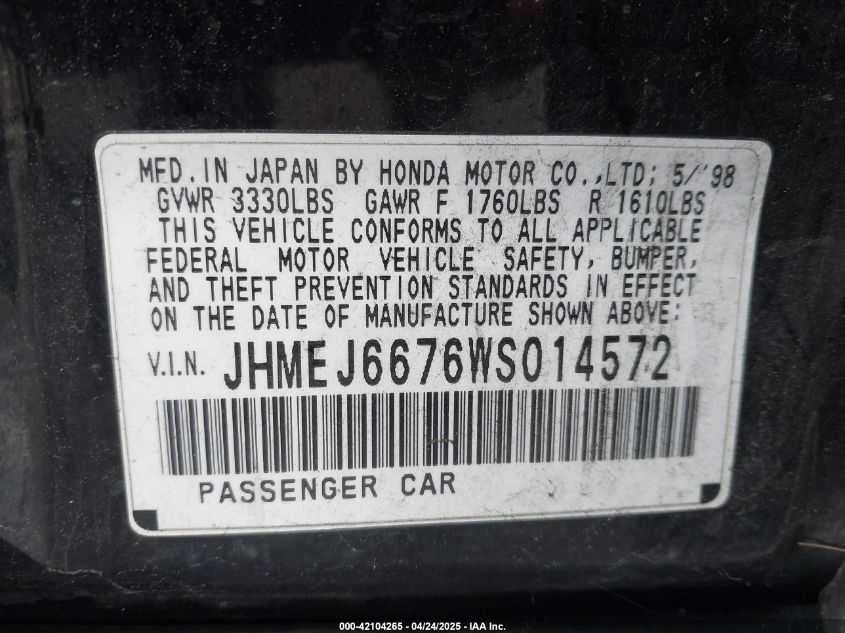 MFD. IN JAPAN BY HONDA MOTOR CO.,LTD; 5/'98
GVWR 3330LBS GAWR F 1760LBS R 1610LBS
THIS VEHICLE CONFORMS TO ALL APPLICABLE
FEDERAL MOTOR VEHICLE SAFETY, BUMPER,
AND THEFT PREVENTION STANDARDS IN EFFECT
ON THE DATE OF MANUFACTURE SHOWN ABOVE:
V.I.N. JHMEJ6676WS014572
PASSENGER CAR
000-42104265 - 04/24/2025 - IAA Inc.